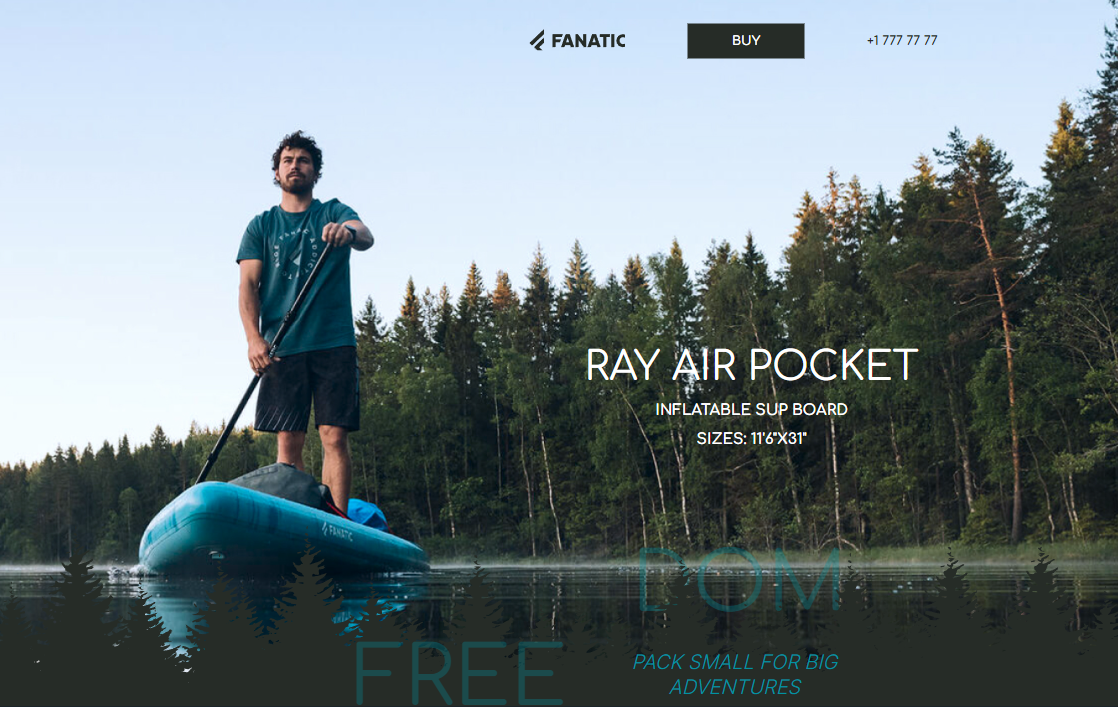 FANATIC
BUY
+1 777 77 77
RAY AIR POCKET
INFLATABLE SUP BOARD
SIZES: 11'6"X31"
FANATIC
DOM
FREE
PACK SMALL FOR BIG
ADVENTURES